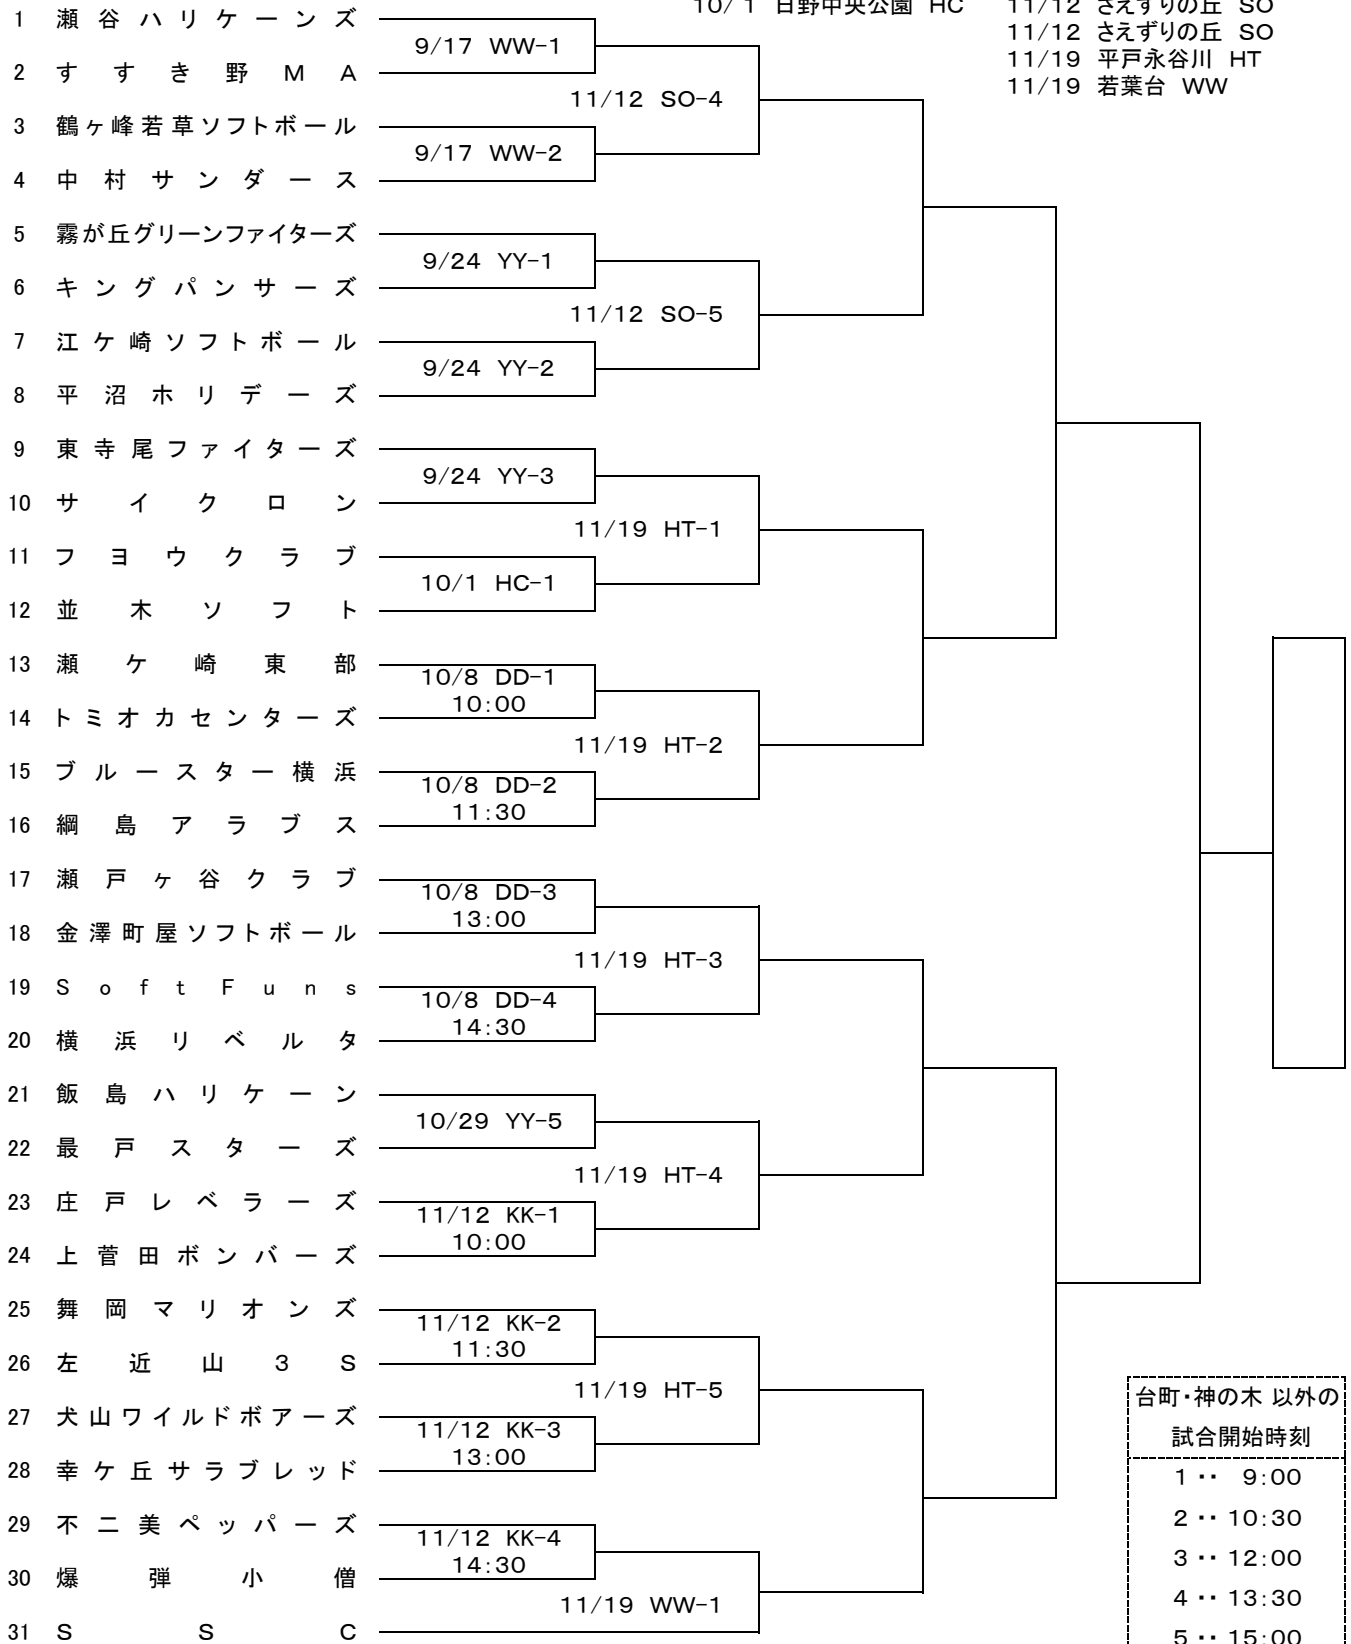 10/ 1 日野中央公園 HC
11/12 さえずりの丘 SO
11/12 さえずりの丘 SO
11/19 平戸永谷川 HT
11/19 若葉台 WW
1 瀬谷ハリケーンズ
9/17 WW-1
2 すすき野MA
11/12 SO-4
3 鶴ヶ峰若草ソフトボール
9/17 WW-2
4 中村サンダース
5 霧が丘グリーンファイターズ
9/24 YY-1
6 キングパンサーズ
11/12 SO-5
7 江ケ崎ソフトボール
9/24 YY-2
8 平沼ホリデーズ
9 東寺尾ファイターズ
9/24 YY-3
10 サイクロン
11/19 HT-1
11 フヨウクラブ
10/1 HC-1
12 並木ソフト
13 瀬ケ崎東部
10/8 DD-1
10:00
14 トミオカセンターズ
11/19 HT-2
15 ブルースター横浜
10/8 DD-2
11:30
16 綱島アラブス
17 瀬戸ヶ谷クラブ
10/8 DD-3
13:00
18 金澤町屋ソフトボール
11/19 HT-3
19 Soft Funs
10/8 DD-4
14:30
20 横浜リベルタ
21 飯島ハリケーン
10/29 YY-5
22 最戸スターズ
11/19 HT-4
23 庄戸レベラーズ
11/12 KK-1
10:00
24 上菅田ボンバーズ
25 舞岡マリオンズ
11/12 KK-2
11:30
26 左近山3S
11/19 HT-5
27 犬山ワイルドボアーズ
11/12 KK-3
13:00
28 幸ケ丘サラブレッド
29 不二美ペッパーズ
11/12 KK-4
14:30
30 爆弾小僧
11/19 WW-1
31 SSC
台町・神の木 以外の
試合開始時刻
1 ‥ 9:00
2 ‥ 10:30
3 ‥ 12:00
4 ‥ 13:30
5 ‥ 15:00